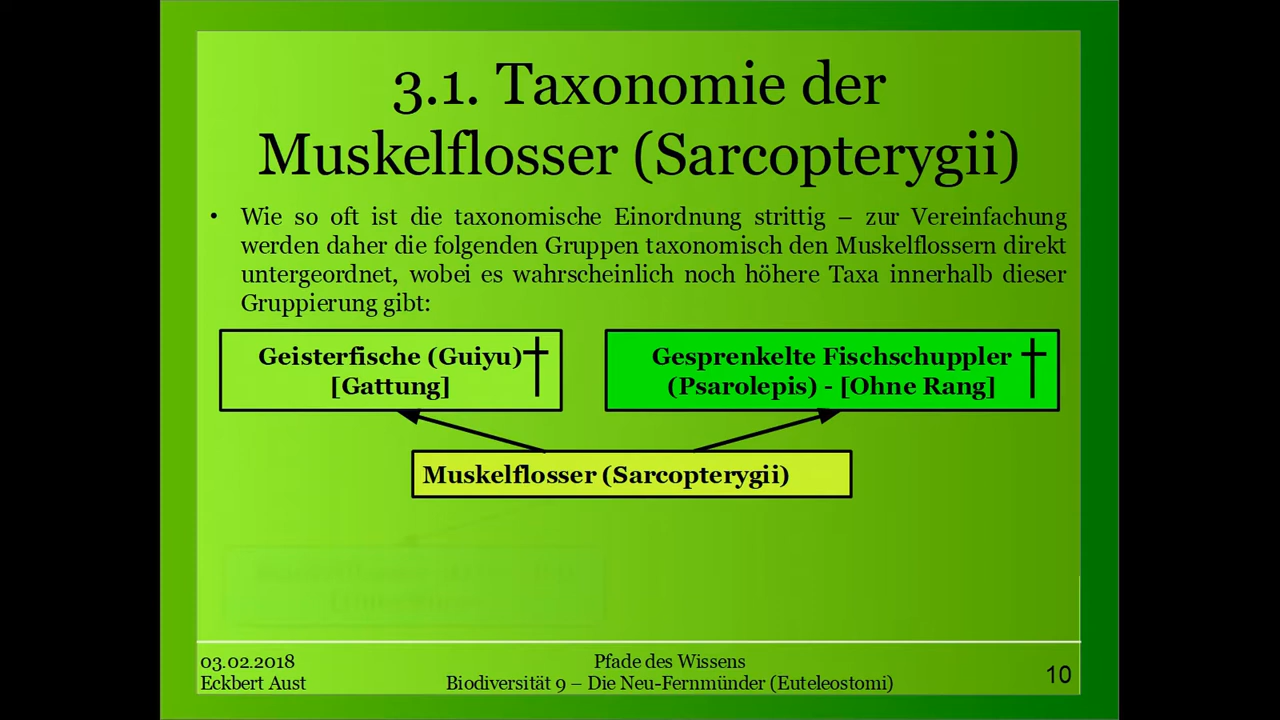 3.1. Taxonomie der
Muskelflosser (Sarcopterygii)
• Wie so oft ist die taxonomische Einordnung strittig – zur Vereinfachung
werden daher die folgenden Gruppen taxonomisch den Muskelflossern direkt
untergeordnet, wobei es wahrscheinlich noch höhere Taxa innerhalb dieser
Gruppierung gibt:
Geisterfische (Guiyu)
[Gattung]
Gesprenkelte Fischschuppler
(Psarolepis) - [Ohne Rang]
Muskelflosser (Sarcopterygii)
03.02.2018
Eckbert Aust
Pfade des Wissens
Biodiversität 9 – Die Neu-Fernmünder (Euteleostomi)
10